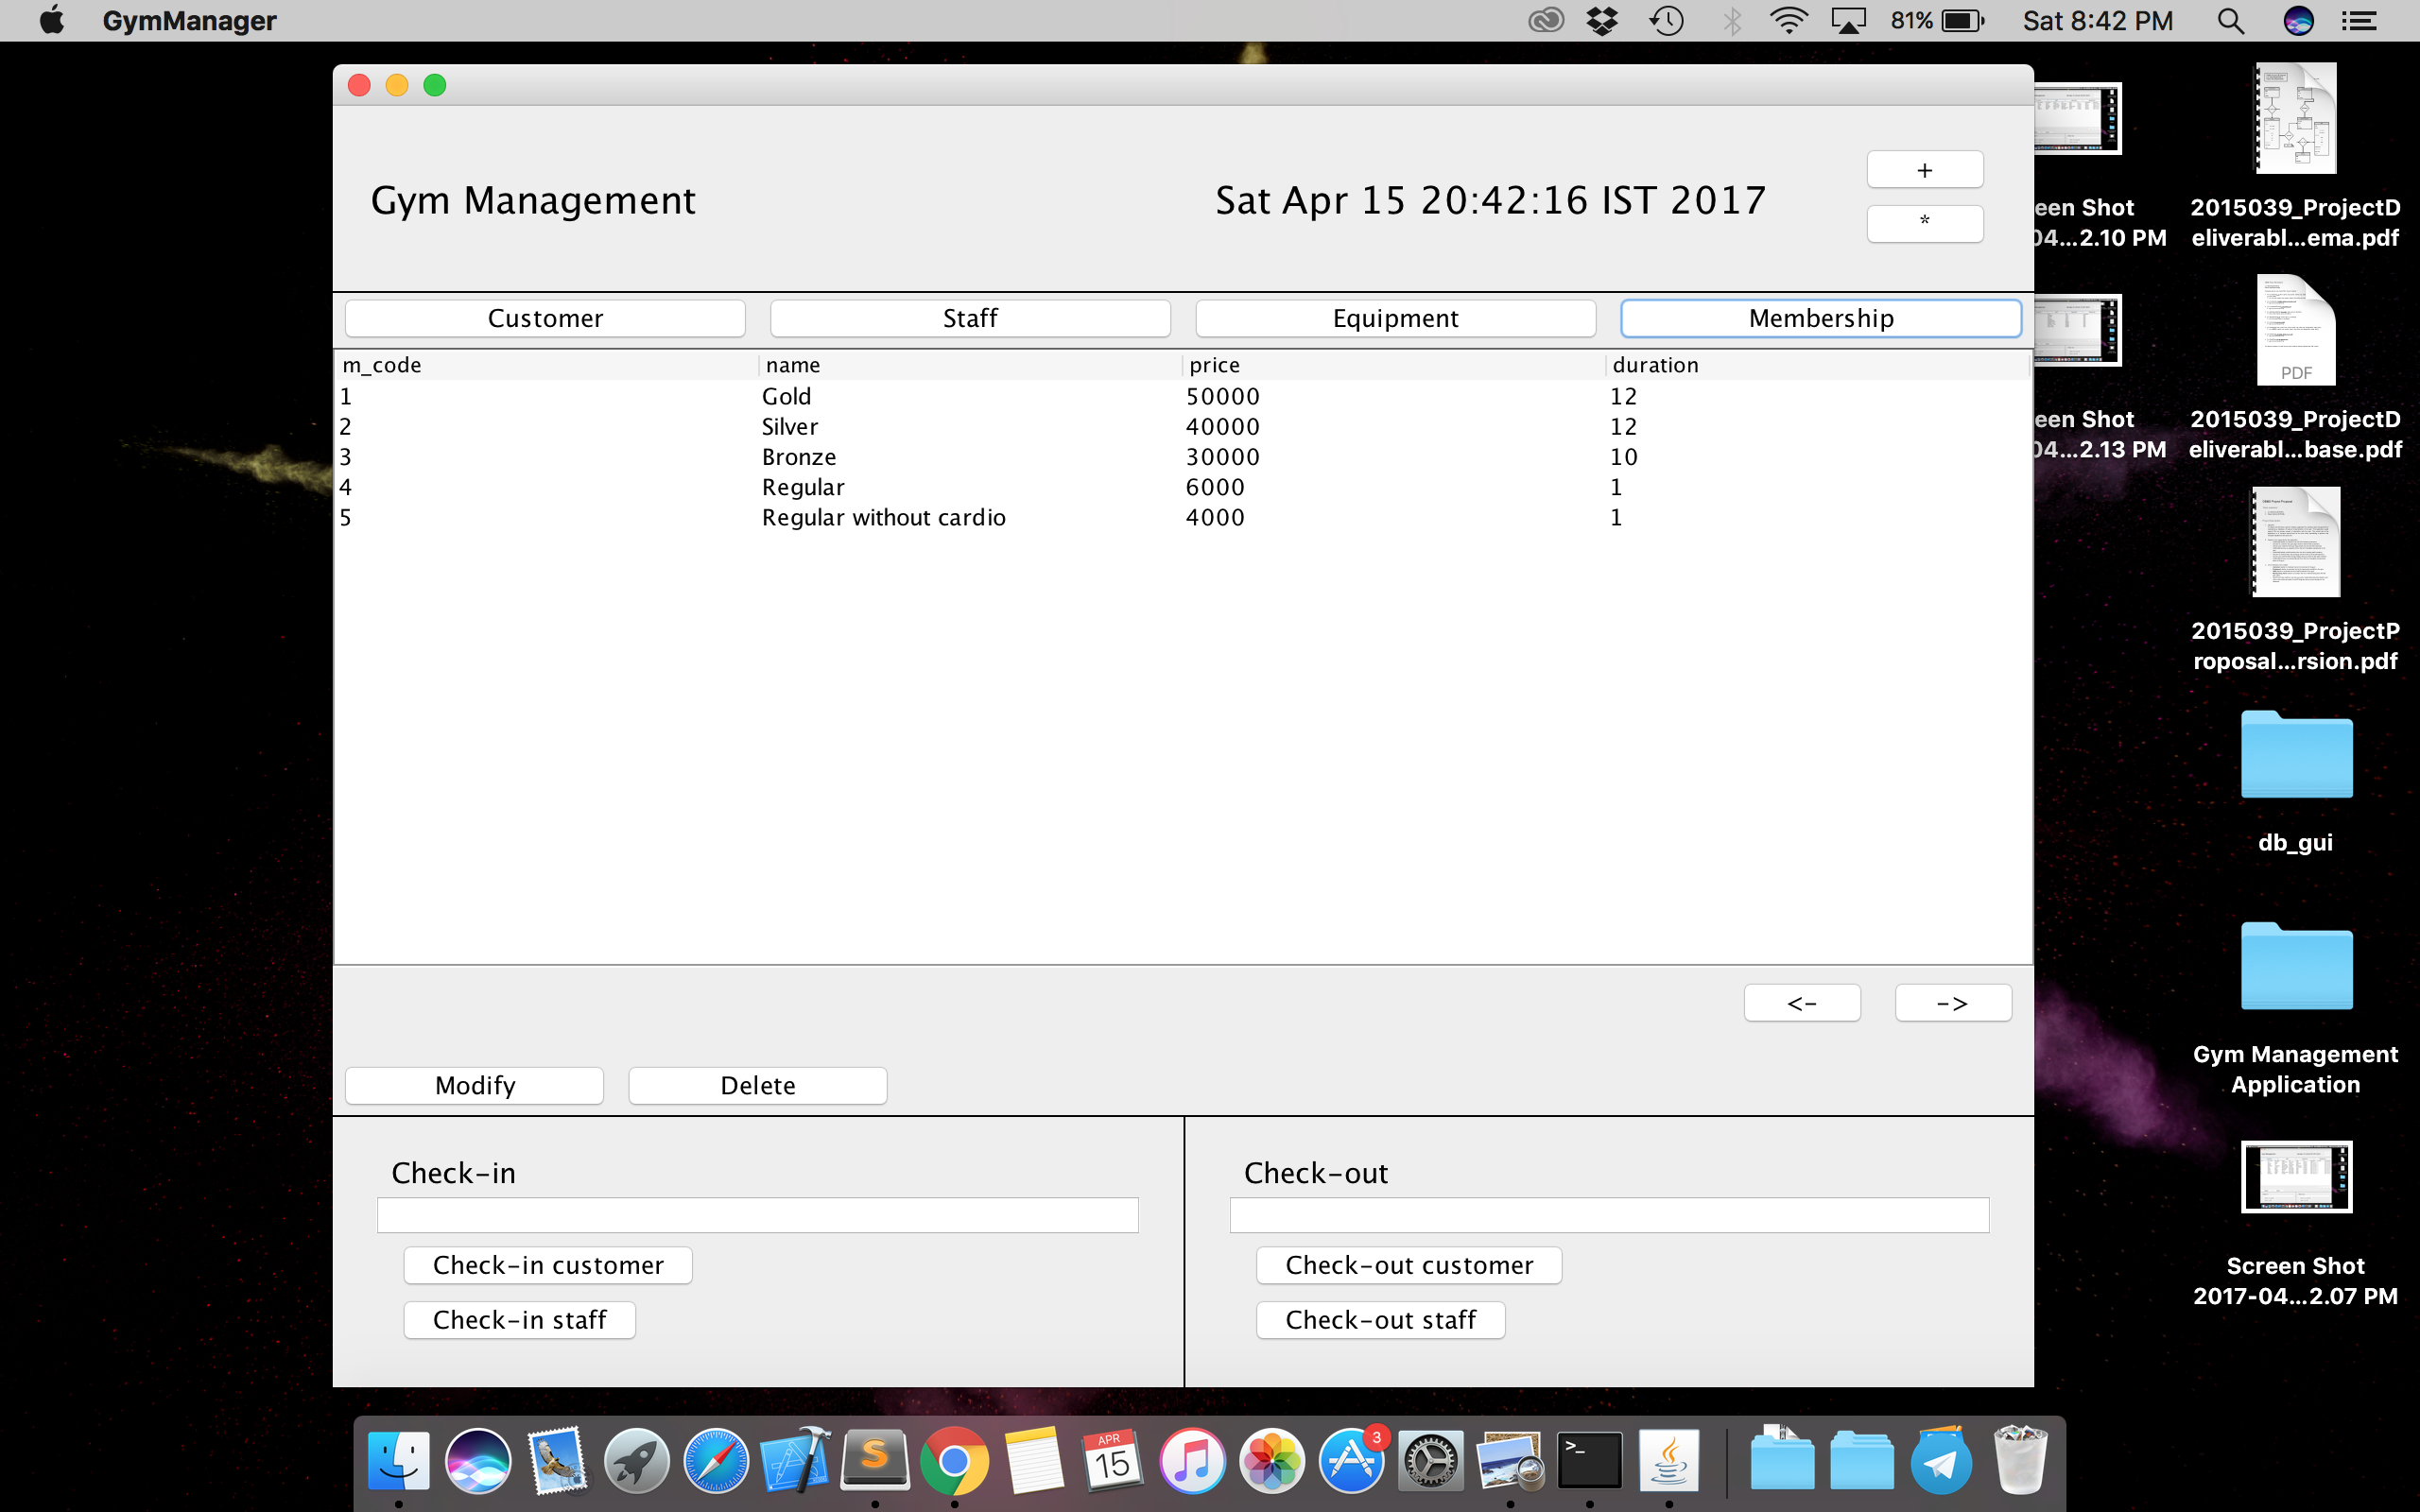 GymManager
81%
Sat 8:42 PM
Gym Management
Sat Apr 15 20:42:16 IST 2017
+
*
Customer Staff Equipment Membership
m_code name price duration
1 Gold 50000 12
2 Silver 40000 12
3 Bronze 30000 10
4 Regular 6000 1
5 Regular without cardio 4000 1
<- ->
Modify Delete
Check-in
Check-in customer
Check-in staff
Check-out
Check-out customer
Check-out staff
een Shot
04...2.10 PM
een Shot
04...2.13 PM
2015039_ProjectD
eliverabl...ema.pdf
PDF
2015039_ProjectD
eliverabl...base.pdf
2015039_ProjectP
roposal...rsion.pdf
db_gui
Gym Management
Application
Screen Shot
2017-04...2.07 PM
S
APR
15
3
>_